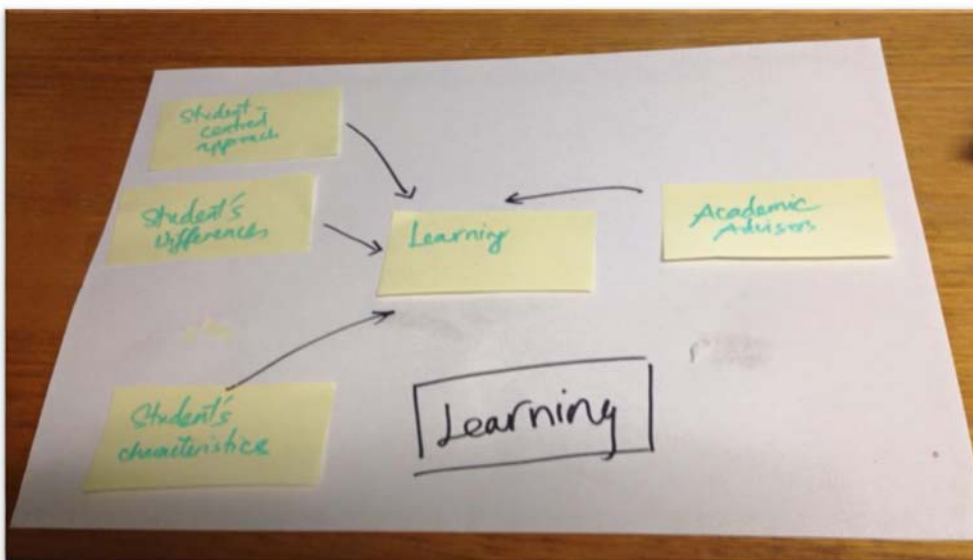 Student-
centred
approach
Student's
differences
Learning
Academic
Advisors
Student's
characteristics
Learning